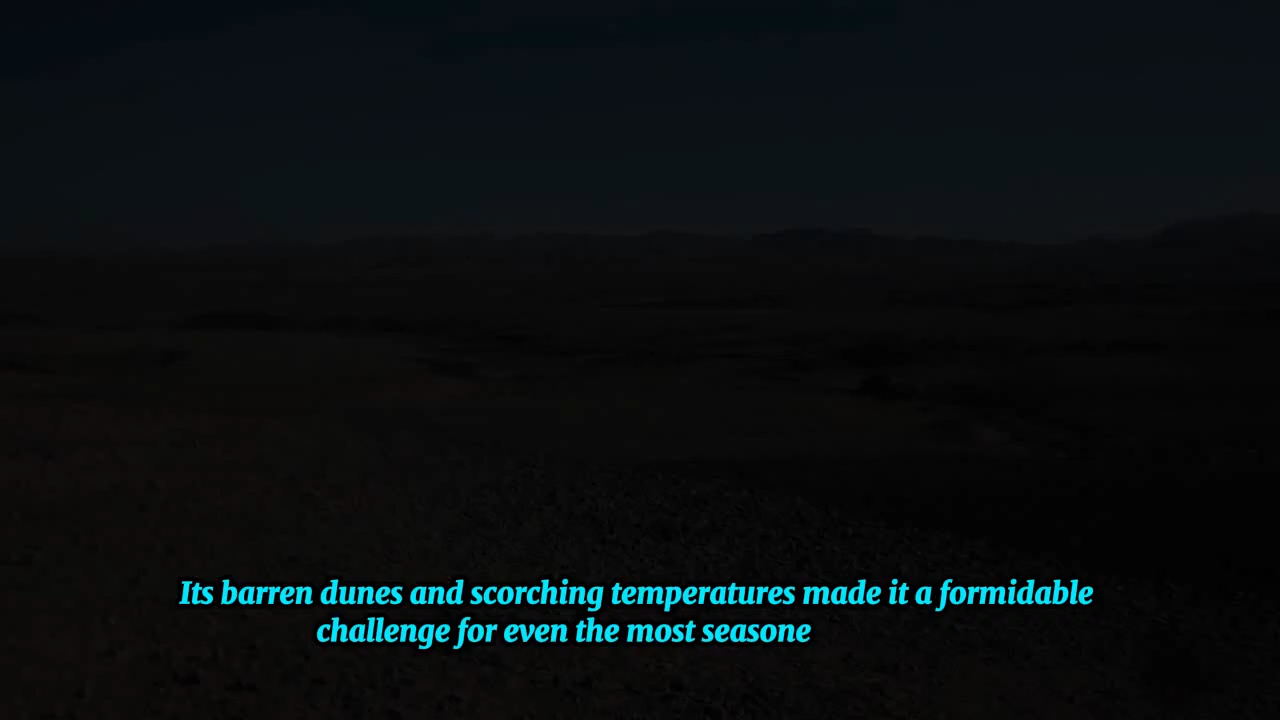 Its barren dunes and scorching temperatures made it a formidable
challenge for even the most seasone